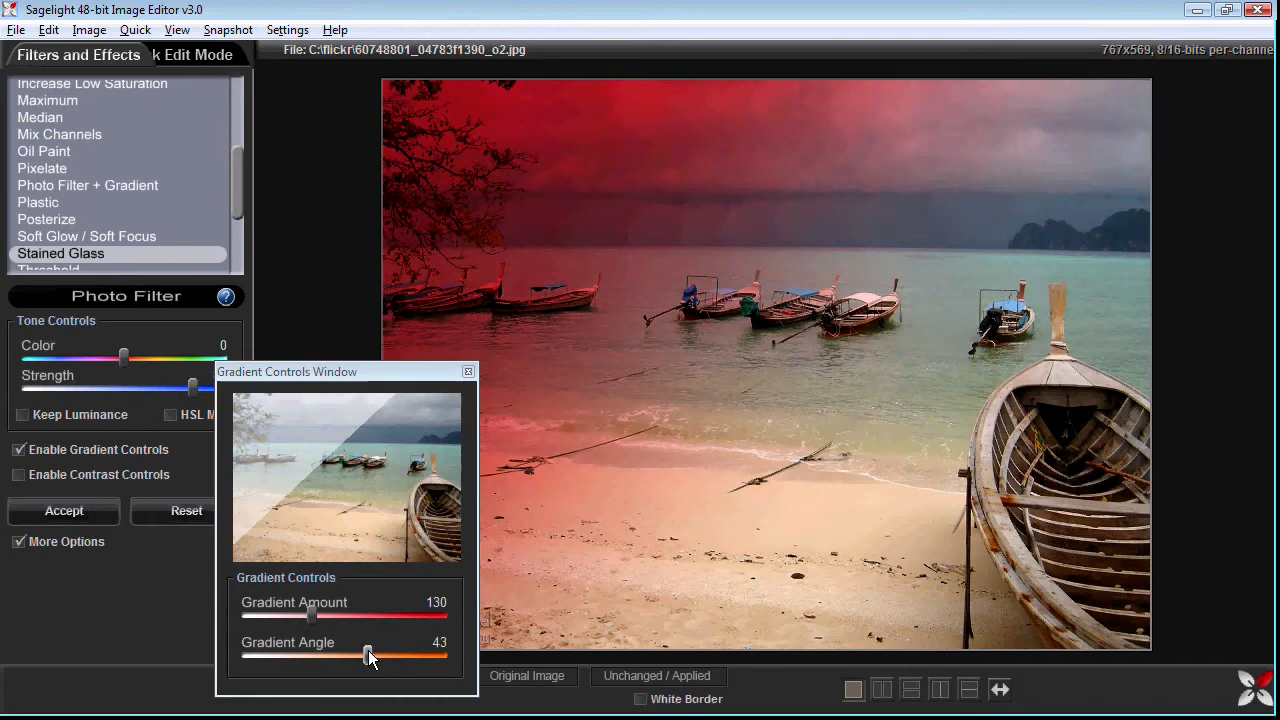 Sagelight 48-bit Image Editor v3.0
File Edit Image Quick View Snapshot Settings Help
Filters and Effects k Edit Mode
File: C:\flickr\60748801_04783f1390_o2.jpg
767x569, 8/16-bits per-channe
Increase Low Saturation
Maximum
Median
Mix Channels
Oil Paint
Pixelate
Photo Filter + Gradient
Plastic
Posterize
Soft Glow / Soft Focus
Stained Glass
Threshold
Photo Filter ?
Tone Controls
Color 0
Strength
Keep Luminance HSL M
Enable Gradient Controls
Enable Contrast Controls
Accept Reset
More Options
Gradient Controls Window
Gradient Controls
Gradient Amount 130
Gradient Angle 43
Original Image Unchanged / Applied
White Border